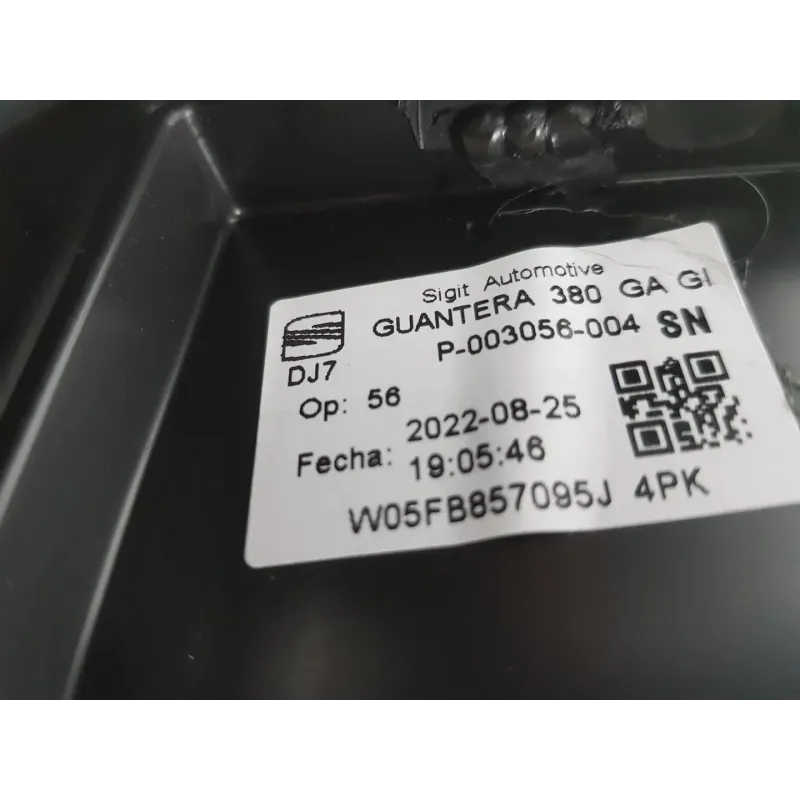 Sigit Automotive
GUANTERA 380 GA GI
P-003056-004 SN
DJ7
Op: 56
Fecha: 2022-08-25
19:05:46
W05FB857095J 4PK